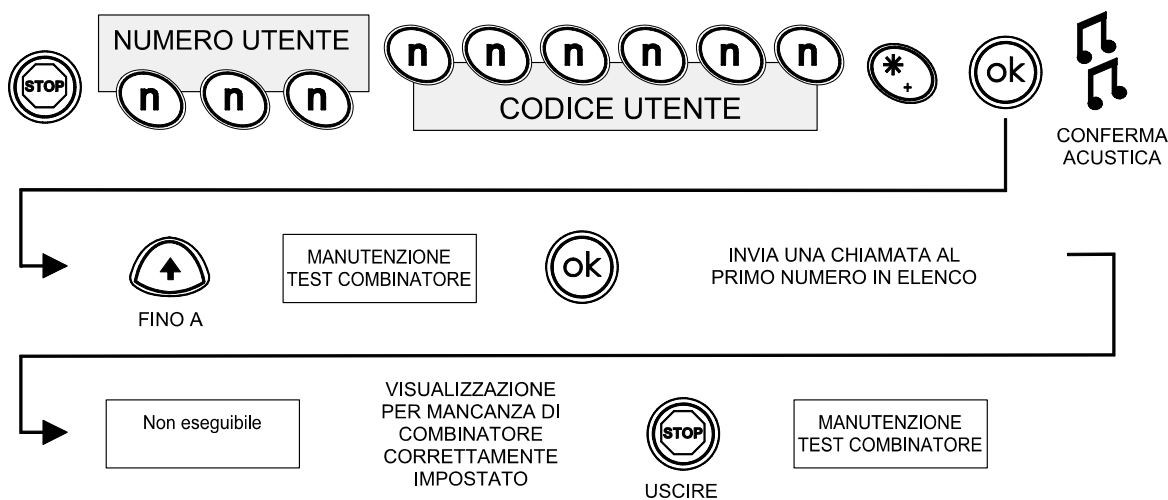 STOP
NUMERO UTENTE
n n n
n n n n n n
CODICE UTENTE
*
+
ok
CONFERMA
ACUSTICA
FINO A
MANUTENZIONE
TEST COMBINATORE
ok
INVIA UNA CHIAMATA AL
PRIMO NUMERO IN ELENCO
Non eseguibile
VISUALIZZAZIONE
PER MANCANZA DI
COMBINATORE
CORRETTAMENTE
IMPOSTATO
STOP
USCIRE
MANUTENZIONE
TEST COMBINATORE